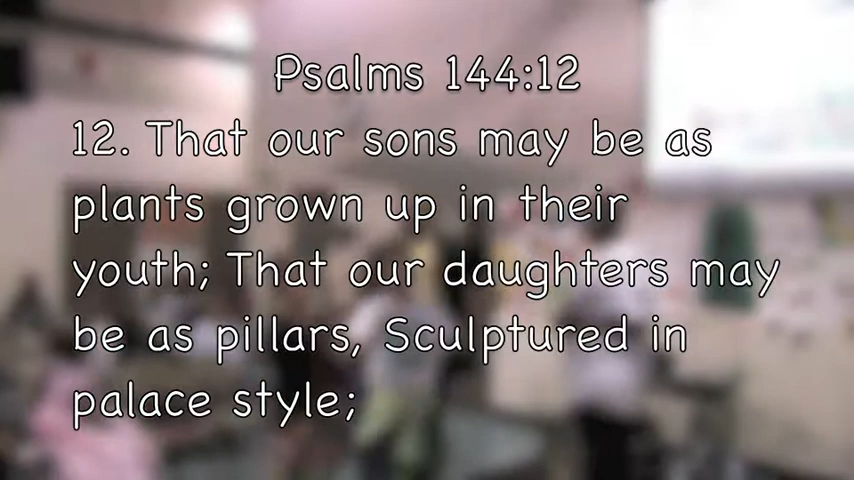 Psalms 144:12
12. That our sons may be as
plants grown up in their
youth; That our daughters may
be as pillars, Sculptured in
palace style;